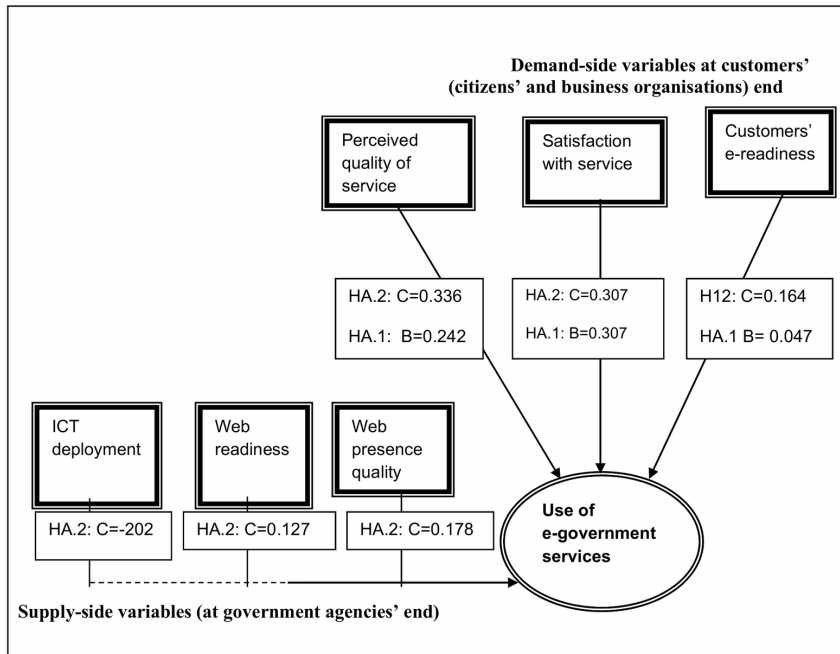 Demand-side variables at customers'
(citizens' and business organisations) end
Perceived
quality of
service
Satisfaction
with service
Customers'
e-readiness
HA.2: C=0.336
HA.1: B=0.242
HA.2: C=0.307
HA.1: B=0.307
H12: C=0.164
HA.1 B= 0.047
ICT
deployment
Web
readiness
Web
presence
quality
HA.2: C=-202
HA.2: C=0.127
HA.2: C=0.178
Use of
e-government
services
Supply-side variables (at government agencies' end)